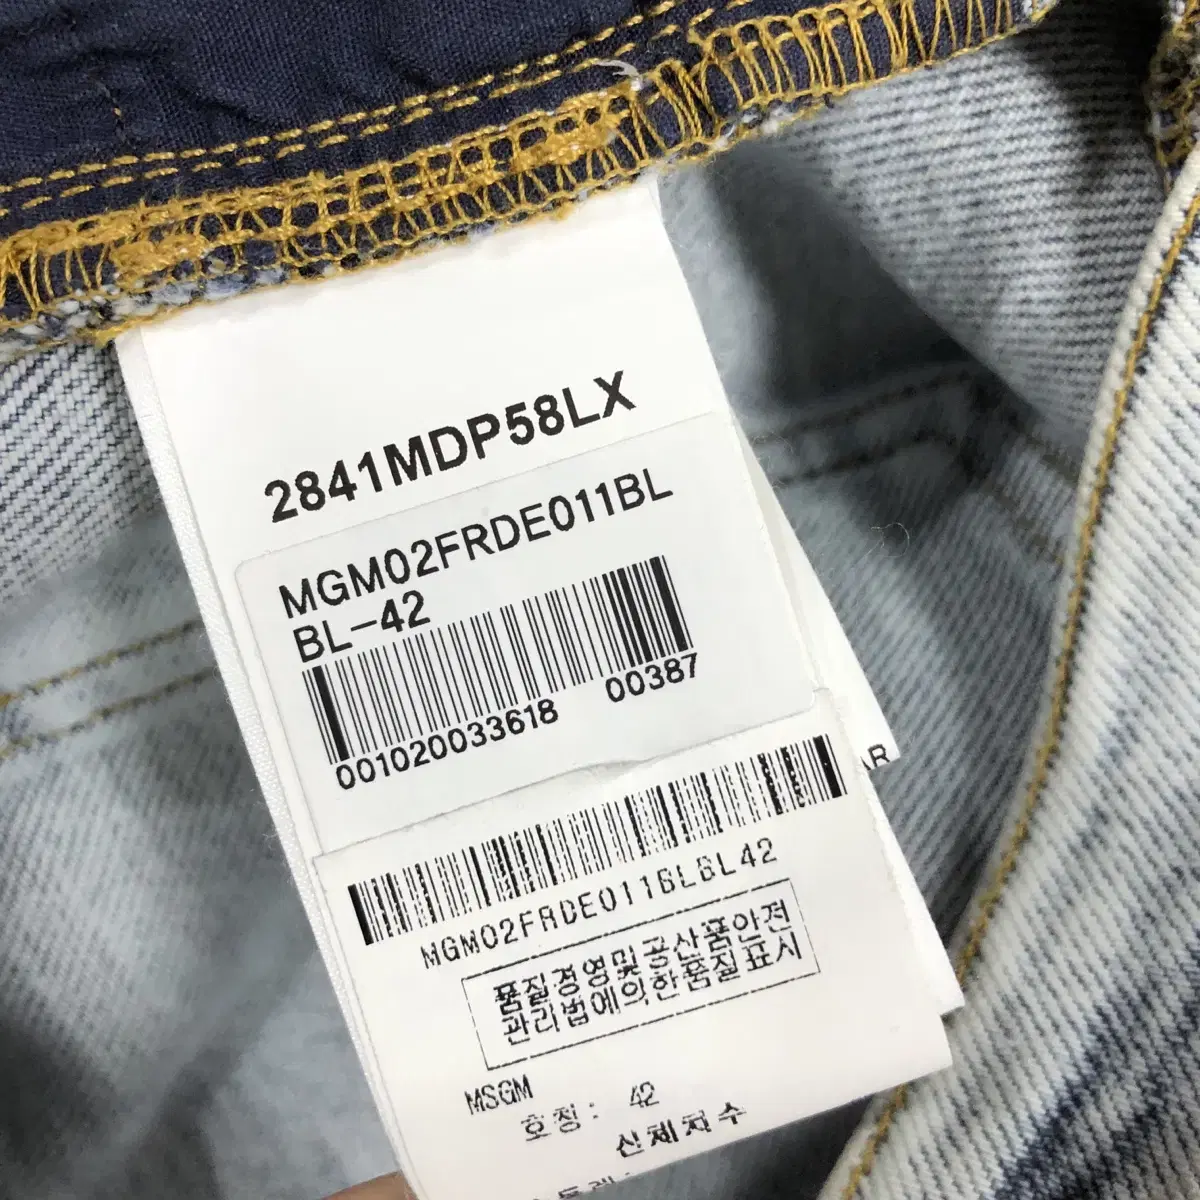 2841MDP58LX
MGM02FRDE011BL
BL-42
001020033618 00387
AR
MGM02FRDE011BLBL42
품질경영및공산품안전
관리법에의한품질표시
MSGM
호칭: 42
신체치수